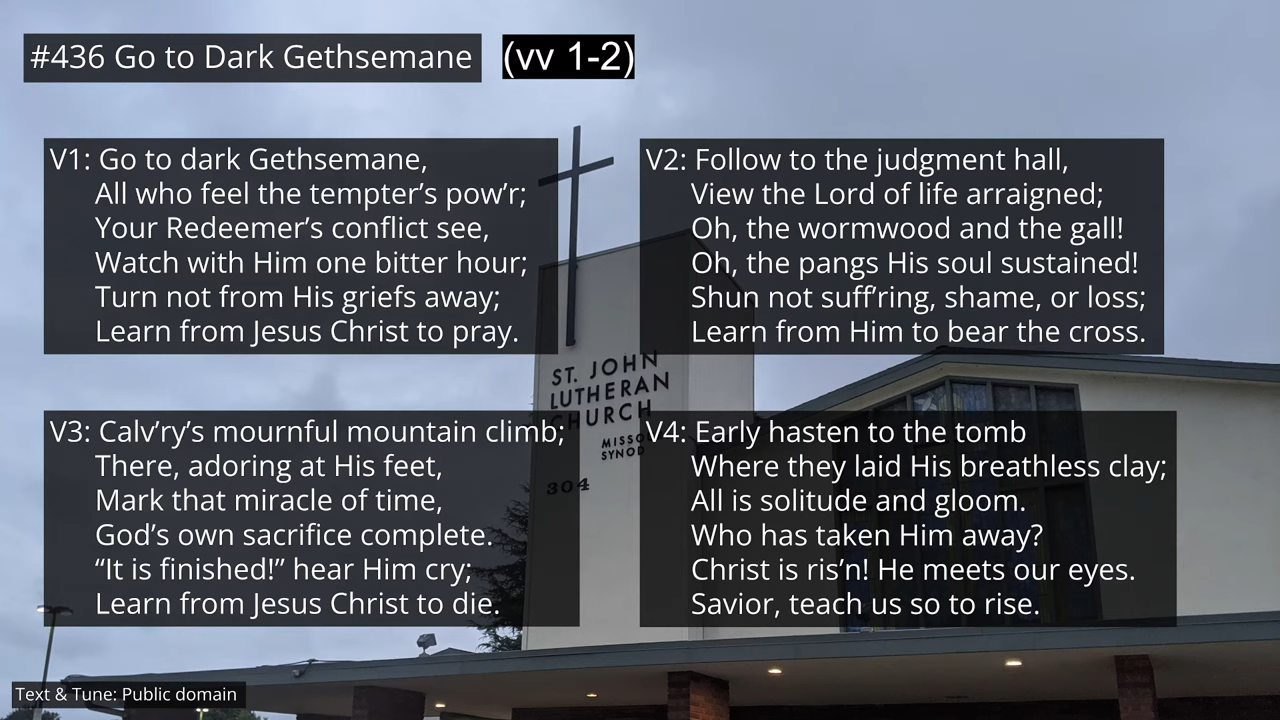 #436 Go to Dark Gethsemane (vv 1-2)
V1: Go to dark Gethsemane,
All who feel the tempter’s pow’r;
Your Redeemer’s conflict see,
Watch with Him one bitter hour;
Turn not from His griefs away;
Learn from Jesus Christ to pray.
V2: Follow to the judgment hall,
View the Lord of life arraigned;
Oh, the wormwood and the gall!
Oh, the pangs His soul sustained!
Shun not suff’ring, shame, or loss;
Learn from Him to bear the cross.
V3: Calv’ry’s mournful mountain climb;
There, adoring at His feet,
Mark that miracle of time,
God’s own sacrifice complete.
“It is finished!” hear Him cry;
Learn from Jesus Christ to die.
V4: Early hasten to the tomb
Where they laid His breathless clay;
All is solitude and gloom.
Who has taken Him away?
Christ is ris’n! He meets our eyes.
Savior, teach us so to rise.
ST. JOHN
LUTHERAN
CHURCH
SYNOD
304
Text & Tune: Public domain